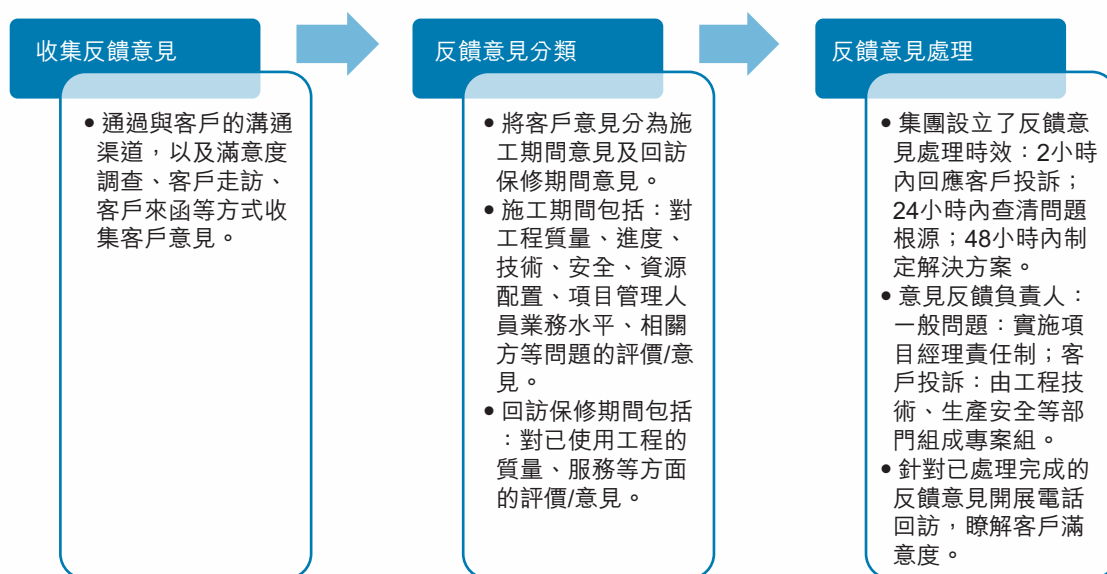 收集反饋意見
• 通過與客戶的溝通
渠道，以及滿意度
調查、客戶走訪、
客戶來函等方式收
集客戶意見。
反饋意見分類
• 將客戶意見分為施
工期間意見及回訪
保修期間意見。
• 施工期間包括：對
工程質量、進度、
技術、安全、資源
配置、項目管理人
員業務水平、相關
方等問題的評價/意
見。
• 回訪保修期間包括
：對已使用工程的
質量、服務等方面
的評價/意見。
反饋意見處理
• 集團設立了反饋意
見處理時效：2小時
內回應客戶投訴；
24小時內查清問題
根源；48小時內制
定解決方案。
• 意見反饋負責人：
一般問題：實施項
目經理責任制；客
戶投訴：由工程技
術、生產安全等部
門組成專案組。
• 針對已處理完成的
反饋意見開展電話
回訪，瞭解客戶滿
意度。